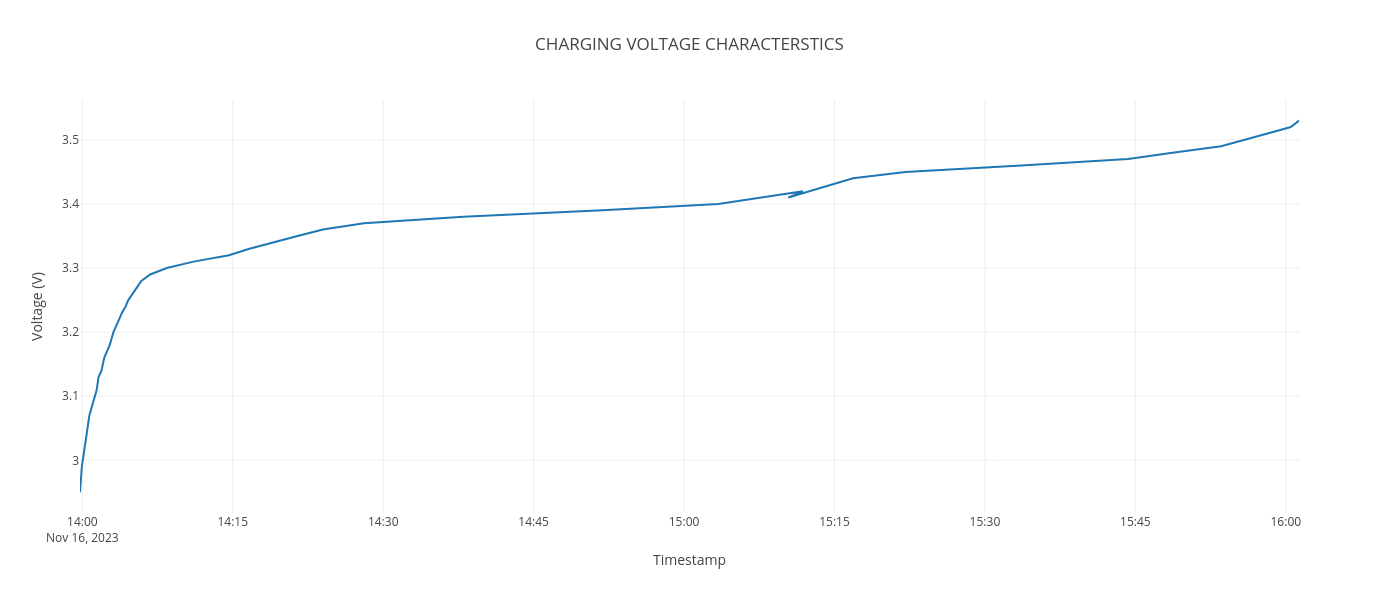 CHARGING VOLTAGE CHARACTERSTICS
Voltage (V)
3.5
3.4
3.3
3.2
3.1
3
14:00 14:15 14:30 14:45 15:00 15:15 15:30 15:45 16:00
Nov 16, 2023
Timestamp